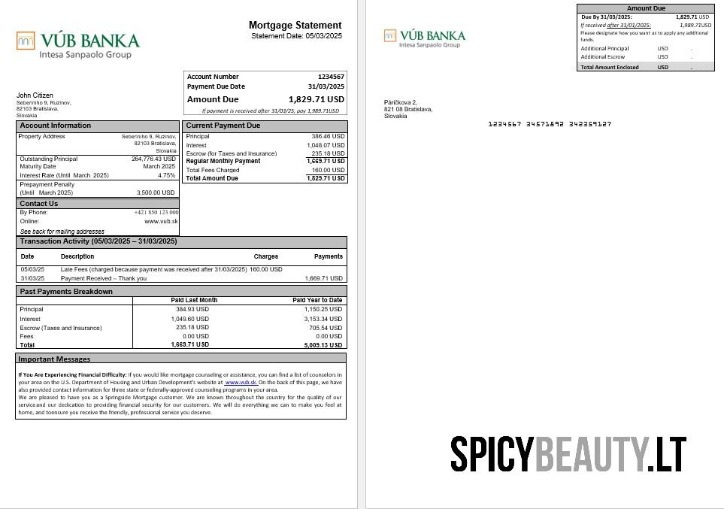 VÚB BANKA
Intesa Sanpaolo Group
Mortgage Statement
Statement Date: 05/03/2025
Account Number 1234567
Payment Due Date 31/03/2025
Amount Due 1,829.71 USD
If payment is received after 31/03/2025, pay 1,989.71USD
John Citizen
Seberínho 9, Ružinov,
82103 Bratislava,
Slovakia
Account Information
Property Address Seberínho 9, Ružinov,
82103 Bratislava,
Slovakia
Outstanding Principal 264,776.43 USD
Maturity Date March 2025
Interest Rate (Until March 2025) 4.75%
Prepayment Penalty
(Until March 2025) 3,500.00 USD
Current Payment Due
Principal 386.46 USD
Interest 1,048.07 USD
Escrow (for Taxes and Insurance) 235.18 USD
Regular Monthly Payment 1,669.71 USD
Total Fees Charged 160.00 USD
Total Amount Due 1,829.71 USD
Contact Us
By Phone: +421 850 123 000
Online: www.vub.sk
See back for mailing addresses
Transaction Activity (05/03/2025 – 31/03/2025)
Date Description Charges Payments
05/03/25 Late Fees (charged because payment was received after 31/03/2025) 160.00 USD
31/03/25 Payment Received – Thank you 1,669.71 USD
Past Payments Breakdown
Paid Last Month Paid Year to Date
Principal 384.93 USD 1,150.25 USD
Interest 1,049.60 USD 3,153.34 USD
Escrow (Taxes and Insurance) 235.18 USD 705.54 USD
Fees 0.00 USD 0.00 USD
Total 1,669.71 USD 5,009.13 USD
Important Messages
If You Are Experiencing Financial Difficulty: If you would like mortgage counseling or assistance, you can find a list of counselors in
your area on the U.S. Department of Housing and Urban Development's website at www.vub.sk On the back of this page, we have
also provided contact information for three state or federally-approved counseling programs in your area.
We are pleased to have you as a Springside Mortgage customer. We are known throughout the country for the quality of our
service and our dedication to providing financial security for our customers. We will do everything we can to make you feel at
home, and to ensure you receive the friendly, professional service you deserve.
VÚB BANKA
Intesa Sanpaolo Group
Amount Due
Due By 31/03/2025: 1,829.71 USD
If received after 31/03/2025: 1,989.71USD
Please designate how you want us to apply any additional
funds.
Additional Principal USD -
Additional Escrow USD -
Total Amount Enclosed USD -
Páričkova 2,
821 08 Bratislava,
Slovakia
1234567 34571892 342359127
SPICYBEAUTY.LT